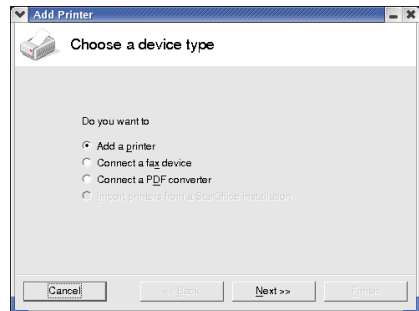 Add Printer
Choose a device type
Do you want to
Add a printer
Connect a fax device
Connect a PDF converter
Import printers from a StarOffice installation
Cancel
<< Back
Next >>
Finish